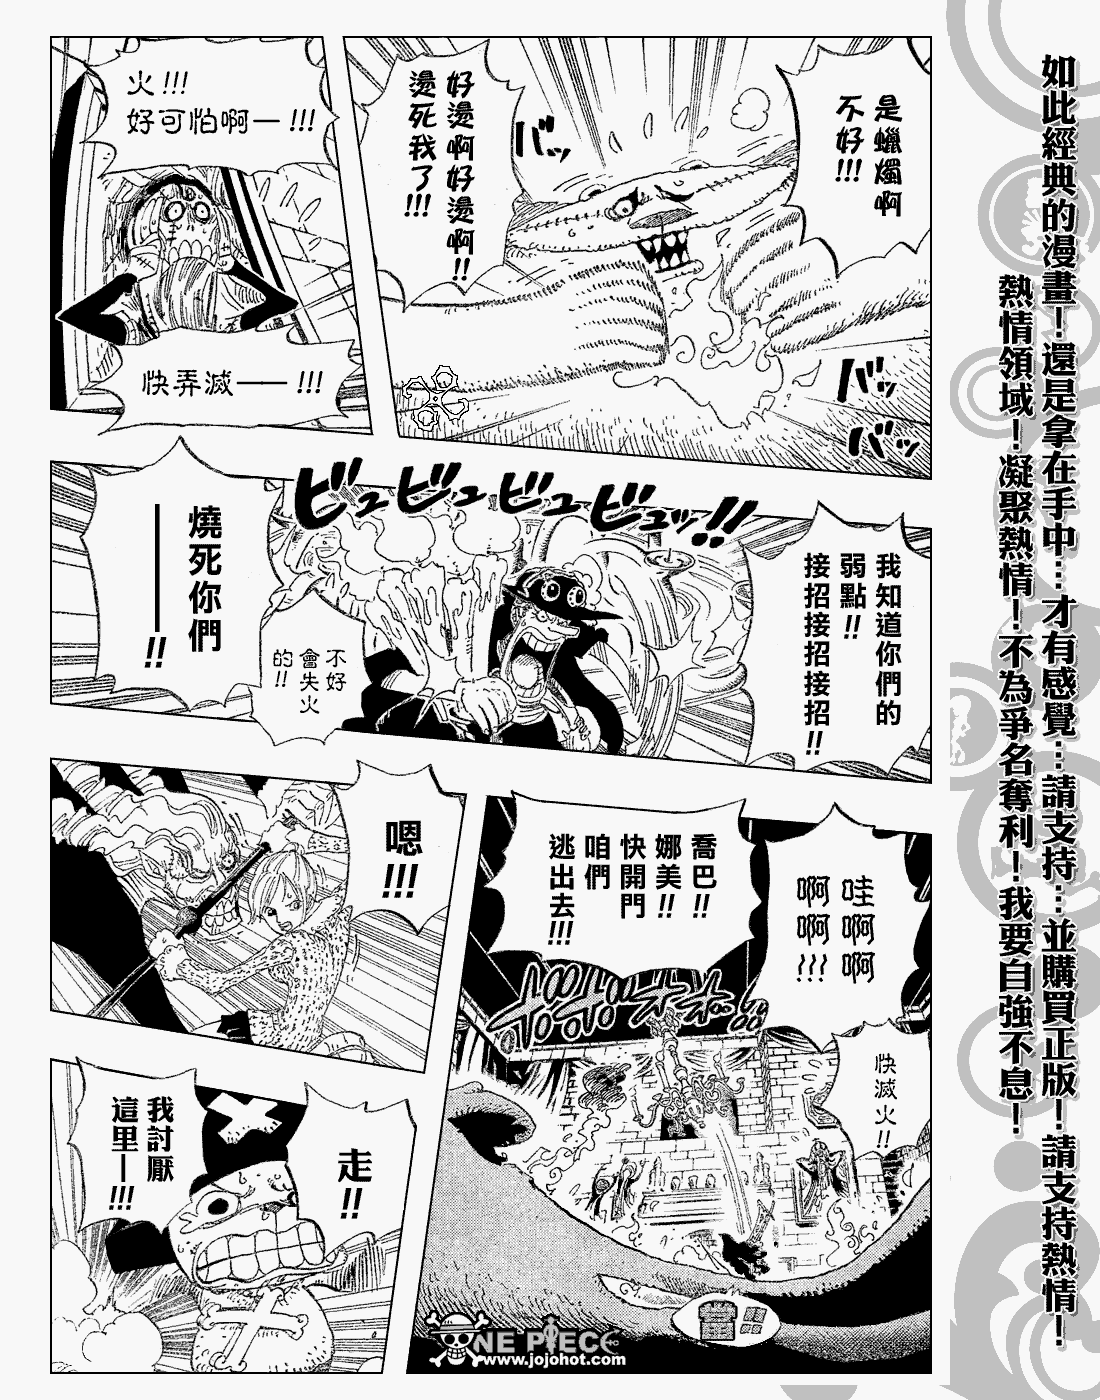 是蠟燭啊
不好!!!
好燙啊好燙啊!!
燙死我了!!!
バッ
バッ
バッ
火!!!
好可怕啊—!!!
快弄滅——!!!
我知道你們的
弱點!!
接招接招接招!!
ビュビュビュビュッ!!
不好
會失火
的!!
燒死你們
———!!
哇啊啊
啊啊~~~
喬巴!!
娜美!!
快開門
咱們
逃出去!!!
快滅火!!
嗯!!!
走!!
我討厭
這里—!!!
ONE PIECE
www.jojohot.com
如此經典的漫畫！還是拿在手中…才有感覺…請支持…並購買正版！請支持熱情！
熱情領域！凝聚熱情！不為爭名奪利！我要自強不息！